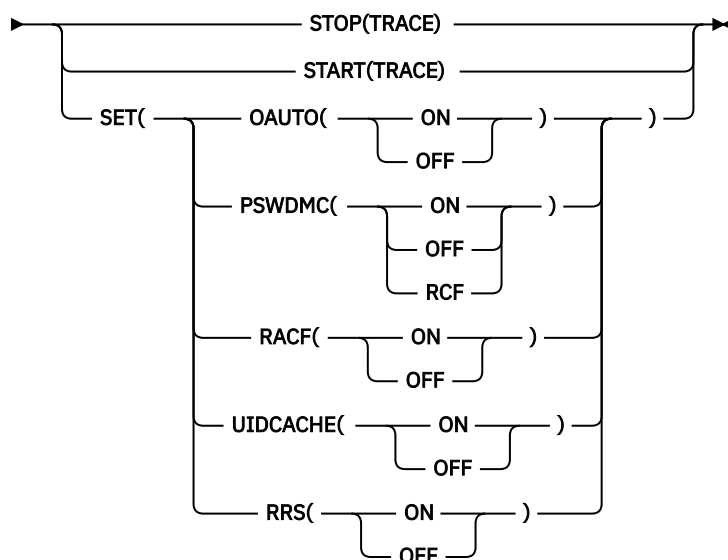 STOP(TRACE)
START(TRACE)
SET( OAUTO( ON ) )
OFF
PSWDMC( ON )
OFF
RCF
RACF( ON )
OFF
UIDCACHE( ON )
OFF
RRS( ON )
OFF